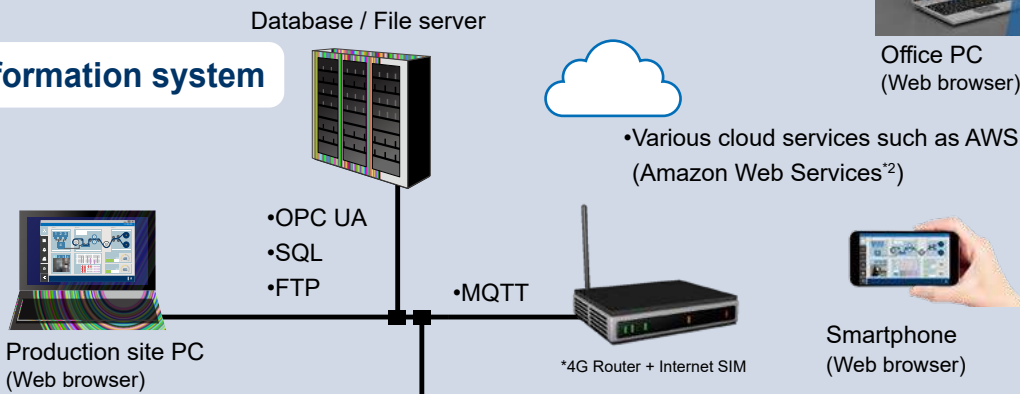 Database / File server
formation system
Office PC
(Web browser)
•Various cloud services such as AWS
(Amazon Web Services*2)
•OPC UA
•SQL
•FTP
•MQTT
Production site PC
(Web browser)
*4G Router + Internet SIM
Smartphone
(Web browser)